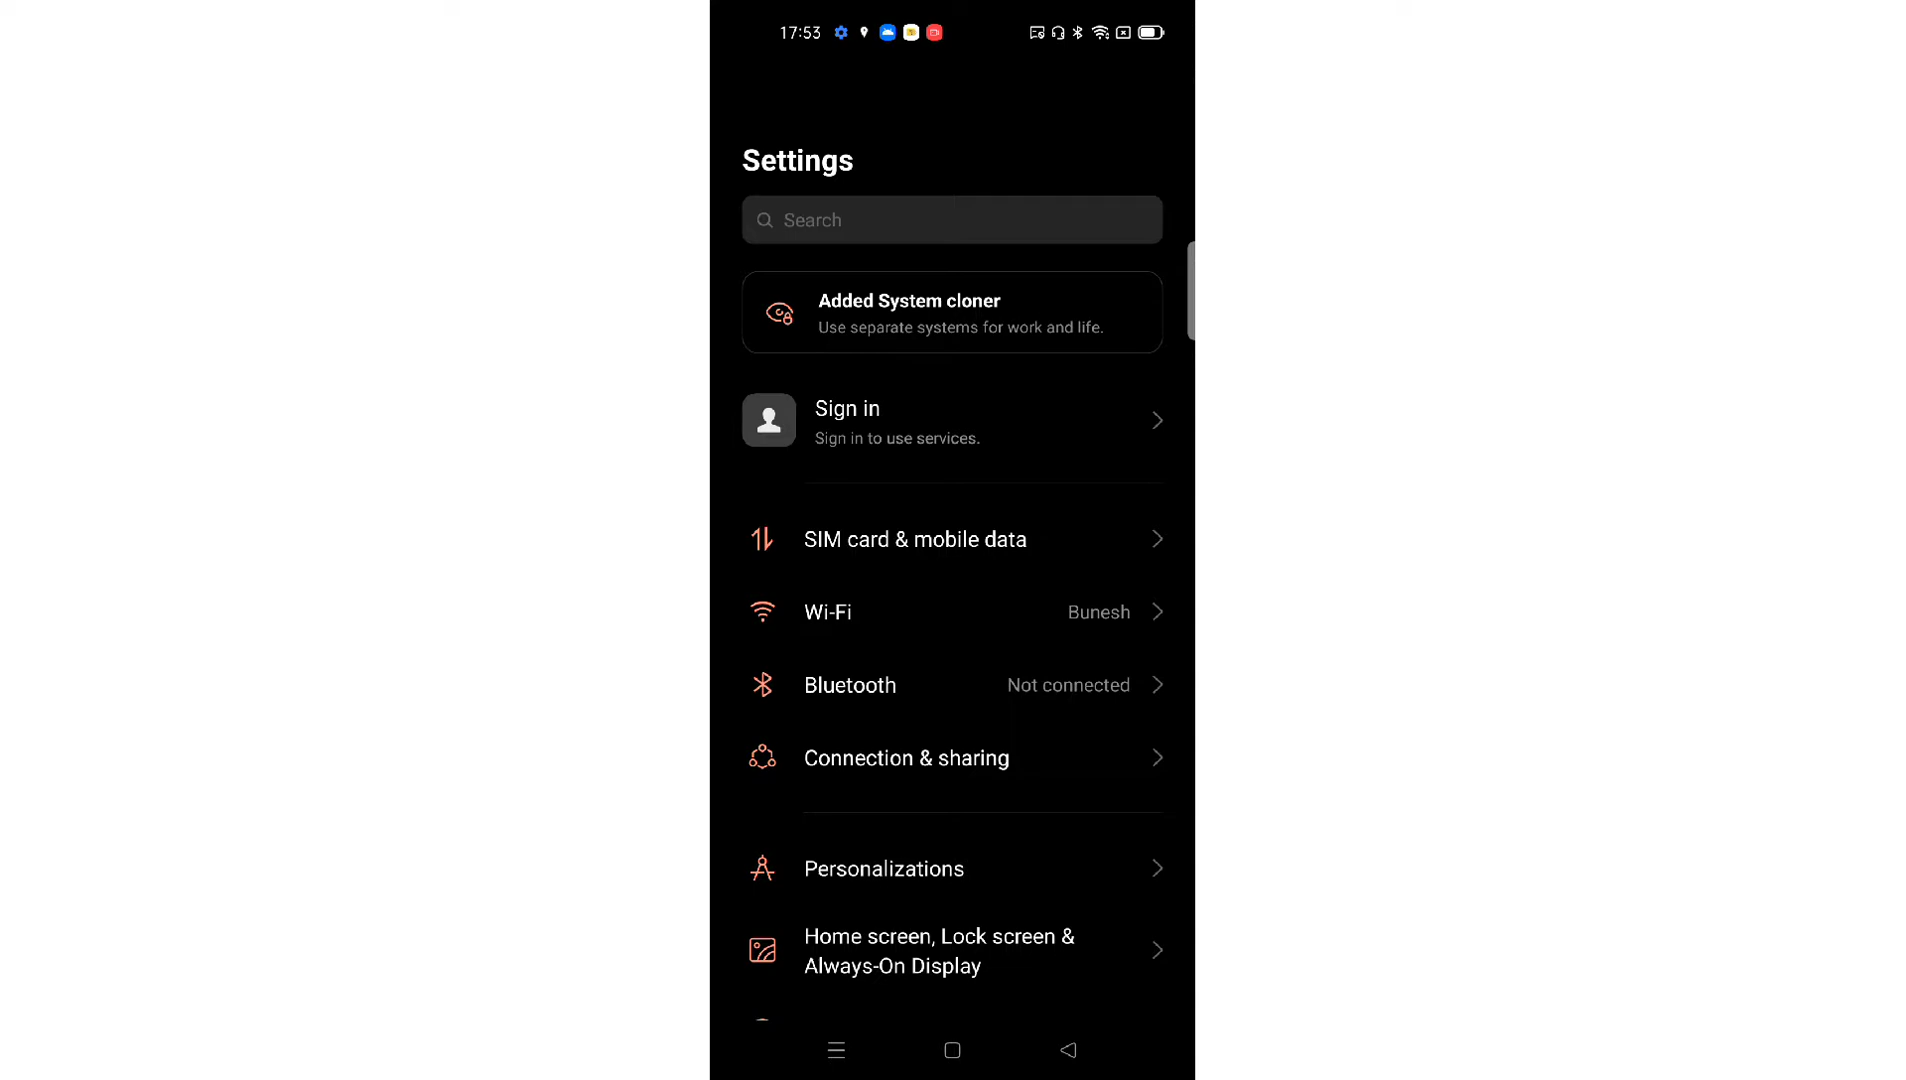 17:53
Settings
Search
Added System cloner
Use separate systems for work and life.
Sign in
Sign in to use services.
SIM card & mobile data
Wi-Fi Bunesh
Bluetooth Not connected
Connection & sharing
Personalizations
Home screen, Lock screen &
Always-On Display